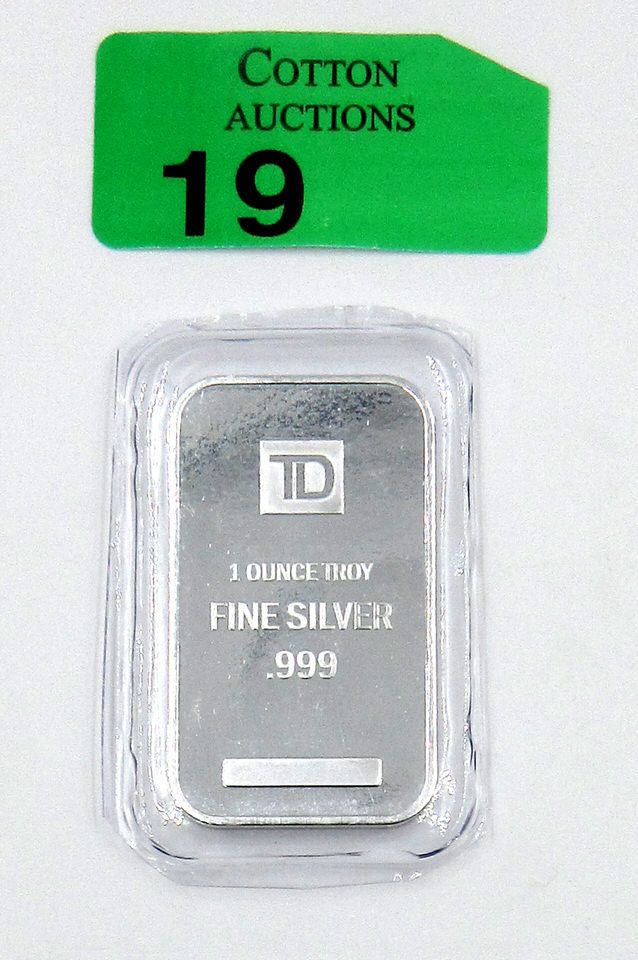 COTTON
AUCTIONS
19
TD
1 OUNCE TROY
FINE SILVER
.999